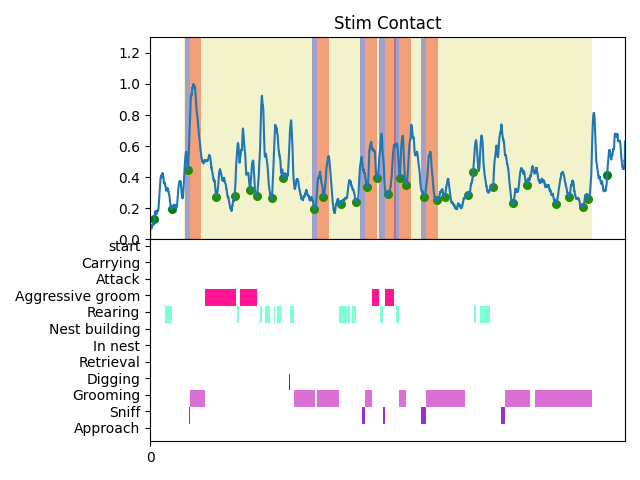 Stim Contact
1.2
1.0
0.8
0.6
0.4
0.2
0.0
start
Carrying
Attack
Aggressive groom
Rearing
Nest building
In nest
Retrieval
Digging
Grooming
Sniff
Approach
0